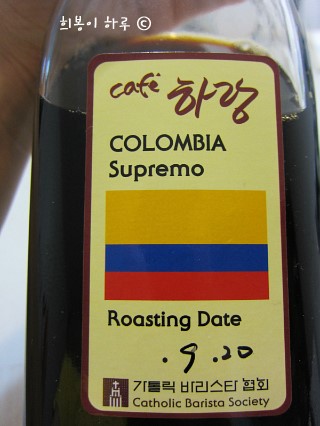 희봉이 하루 ©
café 하랑
COLOMBIA
Supremo
Roasting Date
. 9 . 20
가톨릭 바리스타 협회
Catholic Barista Society